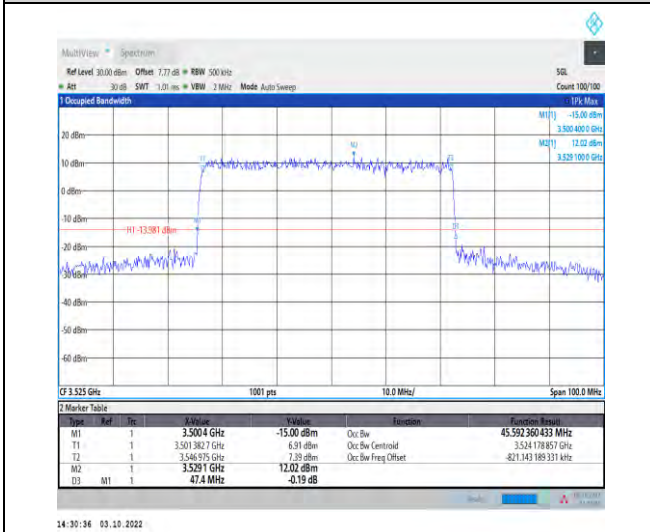 MultiView Spectrum
Ref Level 30.00 dBm Offset 7.77 dB RBW 500 kHz SGL
Att 30 dB SWT 1.01 ms VBW 2 MHz Mode Auto Sweep Count 100/100
1 Occupied Bandwidth 1Pk Max
M1[1] -15.00 dBm
3.500 400 0 GHz
M2[1] 12.02 dBm
3.529 100 0 GHz
20 dBm
M2
T1 T2
10 dBm
0 dBm
-10 dBm
H1 -13.981 dBm
-20 dBm
-30 dBm
-40 dBm
-50 dBm
-60 dBm
CF 3.525 GHz 1001 pts 10.0 MHz/ Span 100.0 MHz
2 Marker Table
Type Ref Trc X-Value Y-Value Function Function Result
M1 1 3.5004 GHz -15.00 dBm Occ Bw 45.592 360 433 MHz
T1 1 3.501 382 7 GHz 6.91 dBm Occ Bw Centroid 3.524 178 857 GHz
T2 1 3.546 975 GHz 7.39 dBm Occ Bw Freq Offset -821.143 189 331 kHz
M2 1 3.5291 GHz 12.02 dBm
D3 M1 1 47.4 MHz -0.19 dB
14:30:36 03.10.2022